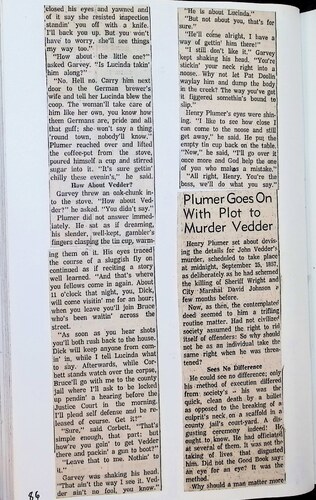 closed his eyes and yawned and
of it say she resisted inspection
standin' you off with a knife.
I'll back you up. But you won't
have to worry, she'll see things
my way too."
"How about the little one?"
asked Garvey. "Is Lucinda takin'
him along?"
"No. Hell no. Carry him next
door to the German brewer's
wife and tell her Lucinda blew the
coop. The woman'll take care of
him like her own, you know how
them Germans are, pride and all
that guff; she won't say a thing
'round town, nobody'll know."
Plumer reached over and lifted
the coffee-pot from the stove,
poured himself a cup and stirred
sugar into it. "It's sure gettin'
chilly these evenin's," he said.
How About Vedder?
Garvey threw an oak-chunk in-
to the stove. "How about Ved-
der?" he asked. "You didn't say."
Plumer did not answer immed-
iately. He sat as if dreaming,
his slender, well-kept, gambler's
fingers clasping the tin cup, warm-
ing them on it. His eyes traced
the course of a sluggish fly on
continued as if reciting a story
well learned. "And that's where
you fellows come in again. About
11 o'clock that night, you, Dick,
will come visitin' me for an hour;
when you leave you'll join Bruce
who's been waitin' across the
street.
"As soon as you hear shots
you'll both rush back to the house.
Dick will keep anyone from com-
in' in, while I tell Lucinda what
to say. Afterwards, while Cor-
bett stands watch over the corpse,
Bruce'll go with me to the county
jail where I'll ask to be locked
up pendin' a hearing before the
Justice Court in the morning.
I'll plead self defense and be re-
leased of course. Get it?"
"Sure," said Corbett. "That's
simple enough, that part; but
how're you goin' to get Vedder
there and packin' a gun to boot?"
"Leave that to me. Nothin' to
it."
Garvey was shaking his head.
"That ain't the way I see it. Ved-
der ain't no fool, you know."
86
"He is about Lucinda."
"But not about you, that's for
sure."
"He'll come alright, I have a
way of gettin' him there!"
"I still don't like it." Garvey
kept shaking head, "You're
stickin' your neck right into a
noose. Why not let Pat Doolin
waylay him and dump the body
in the creek? The way you've got
it figgered somethin's bound to
slip."
Henry Plumer's eyes were shin-
ing. "I like to see how close I
can come to the noose and still
get away," he said. He put the
empty tin cup back on the table.
"Now," he said, "I'll go over it
once more and God help the one
of you who makes a mistake."
"All right, Henry. You're the
boss, we'll do what you say."
Plumer Goes On
With Plot to
Murder Vedder
Henry Plumer set about devis-
ing the details for John Vedder's
murder, scheduled to take place
at midnight, September 25, 1857,
as deliberately as he had schemed
the killing of Sheriff Wright and
City Marshal David Johnson a
few months before.
Now, as then, the contemplated
deed seemed to him a trifling
routine matter. Had not civilized
society assumed the right to rid
itself of offenders? So why should
not he as an individual take the
same right when he was threat-
ened?
Sees No Difference
He could see no difference; only
his method of execution differed
from society's – his was the
quick, clean death by a bullet
as opposed to the breaking of a
culprit's neck on a scaffold in a
county jail's court-yard. A dis-
gusting ceremony indeed! He
ought to know. He had officiated
at several of them. It was not the
taking of lives that disgusted
him. Did not the Good Book say:
an eye for an eye? It was the
method.
Why should a man matter more